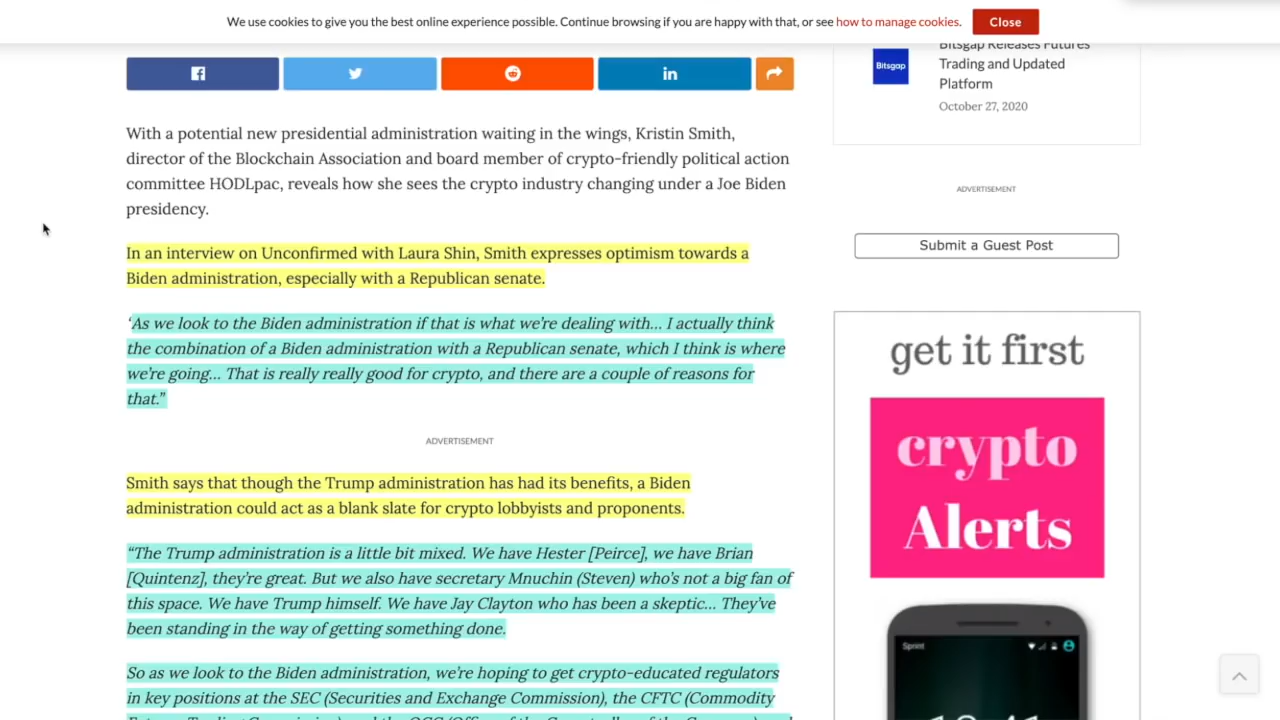 We use cookies to give you the best online experience possible. Continue browsing if you are happy with that, or see how to manage cookies. Close
With a potential new presidential administration waiting in the wings, Kristin Smith,
director of the Blockchain Association and board member of crypto-friendly political action
committee HODLpac, reveals how she sees the crypto industry changing under a Joe Biden
presidency.
In an interview on Unconfirmed with Laura Shin, Smith expresses optimism towards a
Biden administration, especially with a Republican senate.
‘As we look to the Biden administration if that is what we’re dealing with… I actually think
the combination of a Biden administration with a Republican senate, which I think is where
we’re going… That is really really good for crypto, and there are a couple of reasons for
that.”
ADVERTISEMENT
Smith says that though the Trump administration has had its benefits, a Biden
administration could act as a blank slate for crypto lobbyists and proponents.
“The Trump administration is a little bit mixed. We have Hester [Peirce], we have Brian
[Quintenz], they’re great. But we also have secretary Mnuchin (Steven) who’s not a big fan of
this space. We have Trump himself. We have Jay Clayton who has been a skeptic… They’ve
been standing in the way of getting something done.
So as we look to the Biden administration, we’re hoping to get crypto-educated regulators
in key positions at the SEC (Securities and Exchange Commission), the CFTC (Commodity
Bitsgap
Bitsgap Releases Futures
Trading and Updated
Platform
October 27, 2020
ADVERTISEMENT
Submit a Guest Post
get it first
crypto
Alerts
Sprint